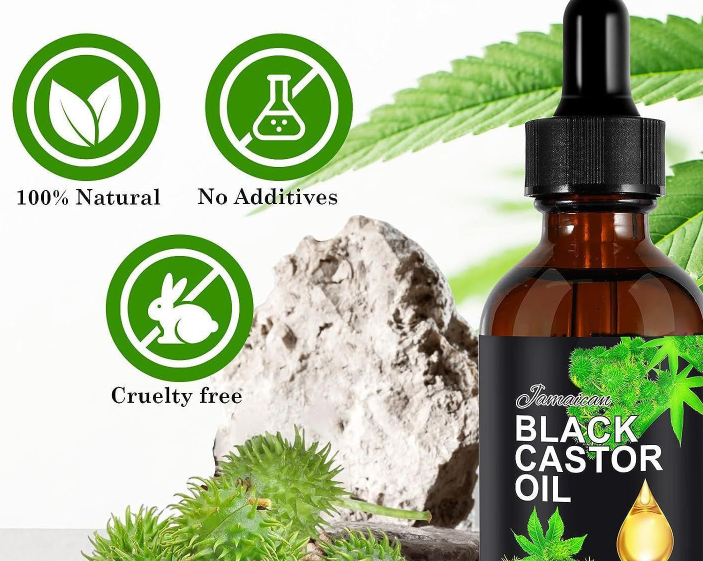 100% Natural
No Additives
Cruelty free
Jamaican
BLACK
CASTOR
OIL